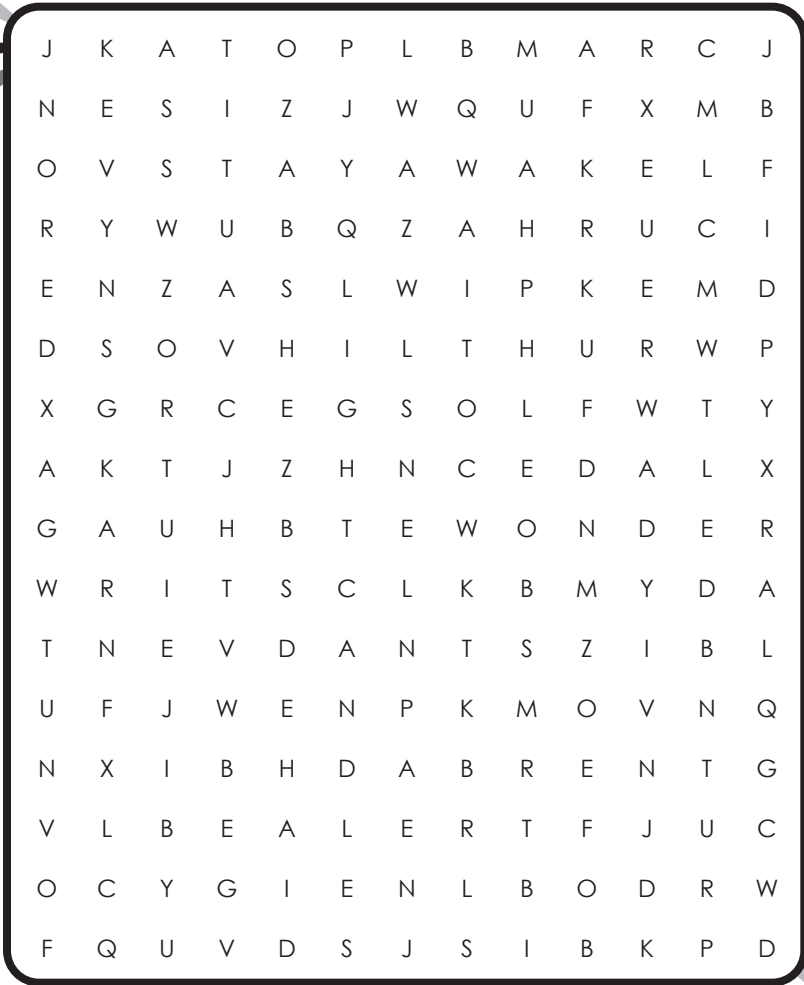 J K A T O P L B M A R C J
N E S I Z J W Q U F X M B
O V S T A Y A W A K E L F
R Y W U B Q Z A H R U C I
E N Z A S L W I P K E M D
D S O V H I L T H U R W P
X G R C E G S O L F W T Y
A K T J Z H N C E D A L X
G A U H B T E W O N D E R
W R I T S C L K B M Y D A
T N E V D A N T S Z I B L
U F J W E N P K M O V N Q
N X I B H D A B R E N T G
V L B E A L E R T F J U C
O C Y G I E N L B O D R W
F Q U V D S J S I B K P D